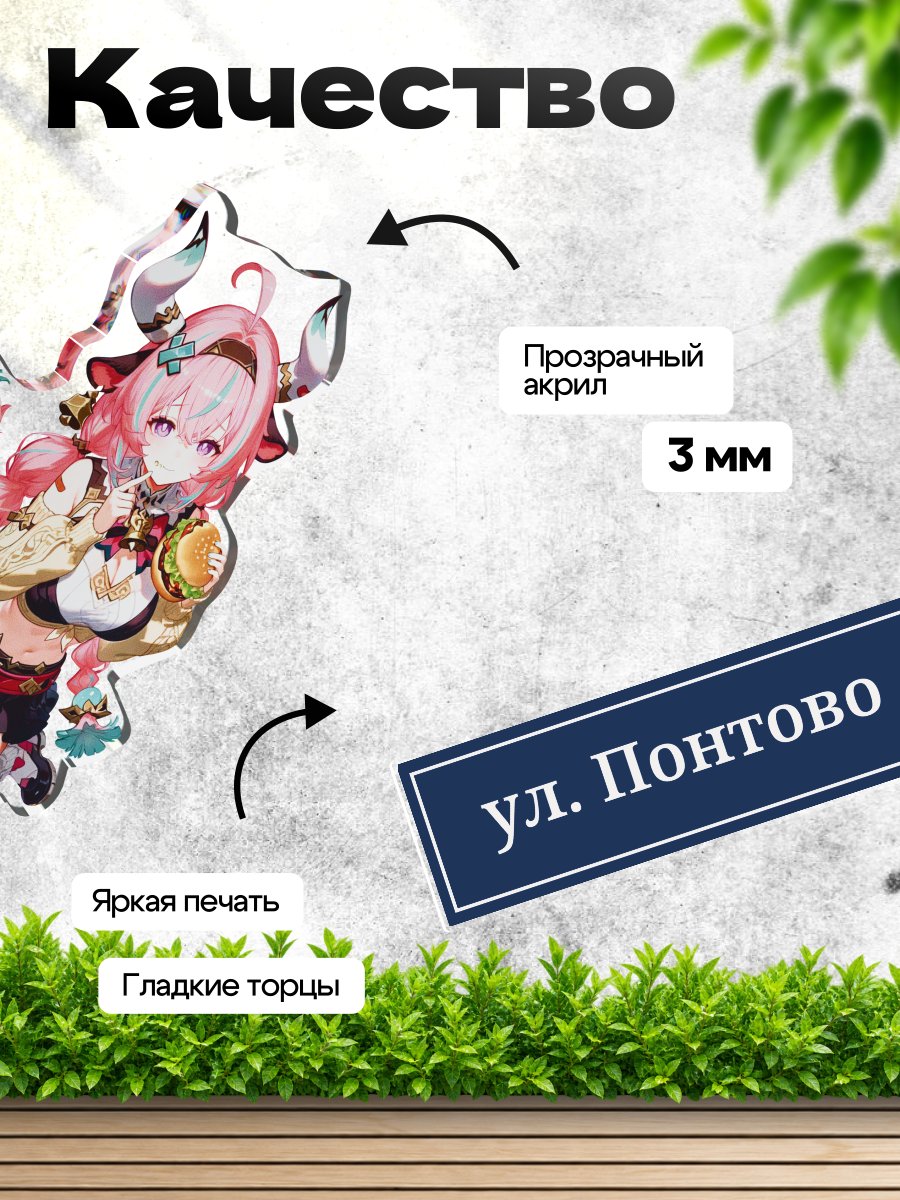 Качество
Прозрачный
акрил
3 мм
ул. Понтово
Яркая печать
Гладкие торцы